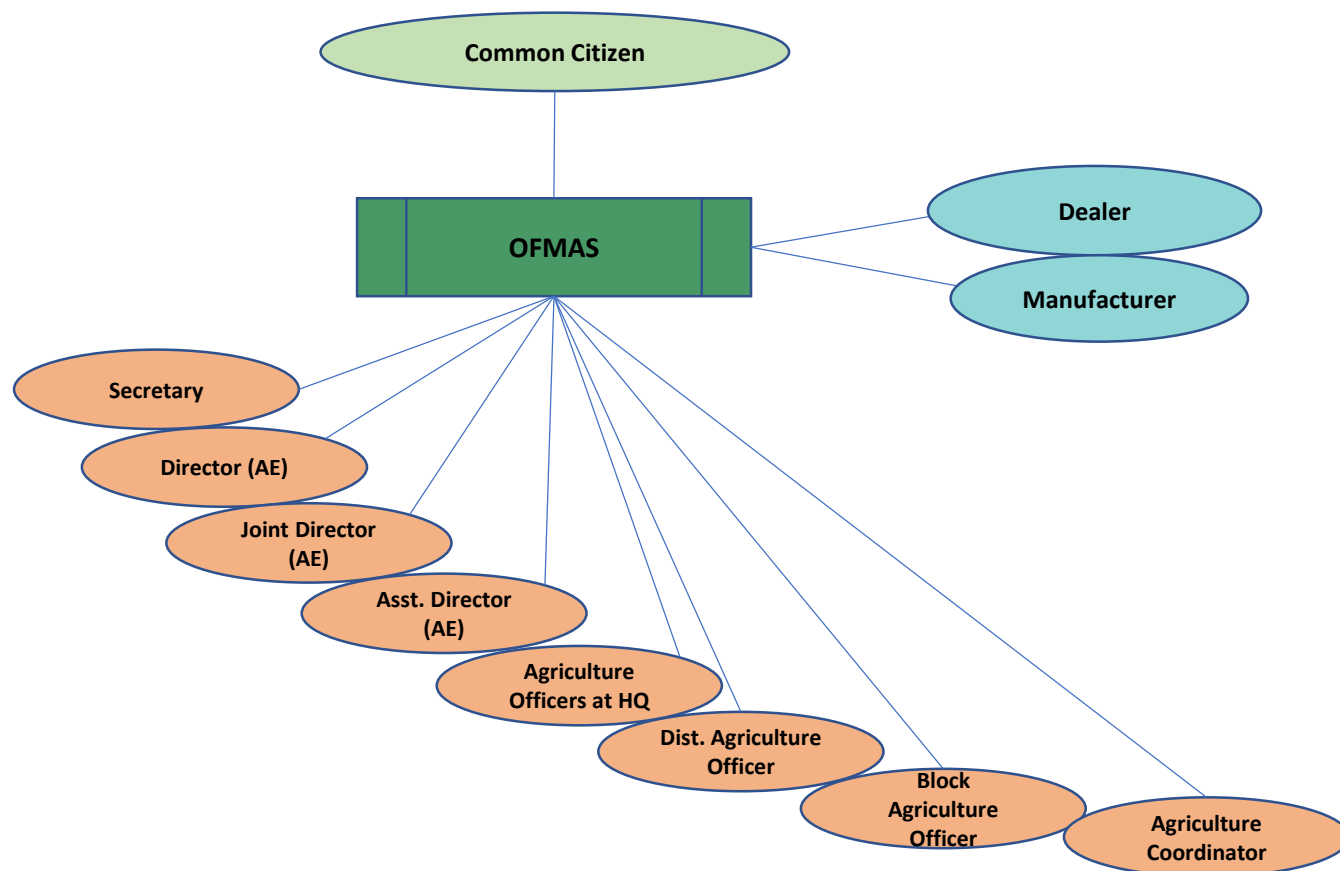 Common Citizen
Dealer
OFMAS
Manufacturer
Secretary
Director (AE)
Joint Director
(AE)
Asst. Director
(AE)
Agriculture
Officers at HQ
Dist. Agriculture
Officer
Block
Agriculture
Officer
Agriculture
Coordinator